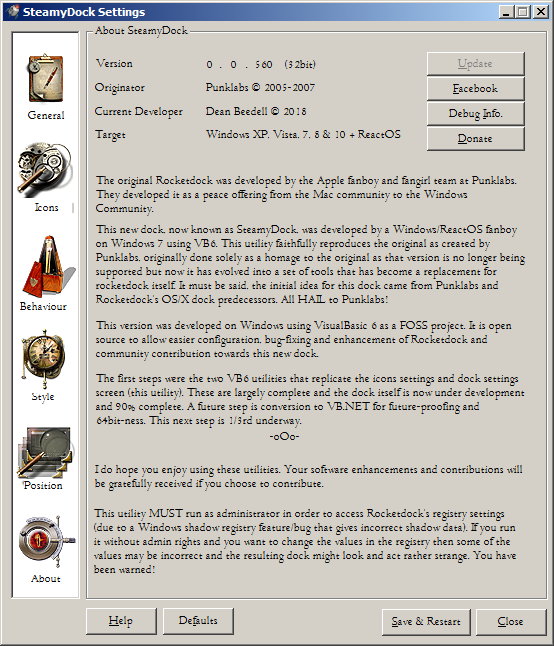 SteamyDock Settings
General
Icons
Behaviour
Style
Position
About
About SteamyDock
Version 0 . 0 . 560 (32bit)
Originator Punklabs © 2005-2007
Current Developer Dean Beedell © 2018
Target Windows XP, Vista, 7, 8 & 10 + ReactOS
Update
Facebook
Debug Info.
Donate
The original Rocketdock was developed by the Apple fanboy and fangirl team at Punklabs.
They developed it as a peace offering from the Mac community to the Windows
Community.
This new dock, now known as SteamyDock, was developed by a Windows/ReactOS fanboy
on Windows 7 using VB6. This utility faithfully reproduces the original as created by
Punklabs, originally done solely as a homage to the original as that version is no longer being
supported but now it has evolved into a set of tools that has become a replacement for
rocketdock itself. It must be said, the initial idea for this dock came from Punklabs and
Rocketdock's OS/X dock predecessors. All HAIL to Punklabs!
This version was developed on Windows using VisualBasic 6 as a FOSS project. It is open
source to allow easier configuration, bug-fixing and enhancement of Rocketdock and
community contribution towards this new dock.
The first steps were the two VB6 utilities that replicate the icons settings and dock settings
screen (this utility). These are largely complete and the dock itself is now under development
and 90% complete. A future step is conversion to VB.NET for future-proofing and
64bit-ness. This next step is 1/3rd underway.
-oOo-
I do hope you enjoy using these utilities. Your software enhancements and contributions will
be gratefully received if you choose to contribute.
This utility MUST run as administrator in order to access Rocketdock's registry settings
(due to a Windows shadow registry feature/bug that gives incorrect shadow data). If you run
it without admin rights and you want to change the values in the registry then some of the
values may be incorrect and the resulting dock might look and act rather strange. You have
been warned!
Help
Defaults
Save & Restart
Close